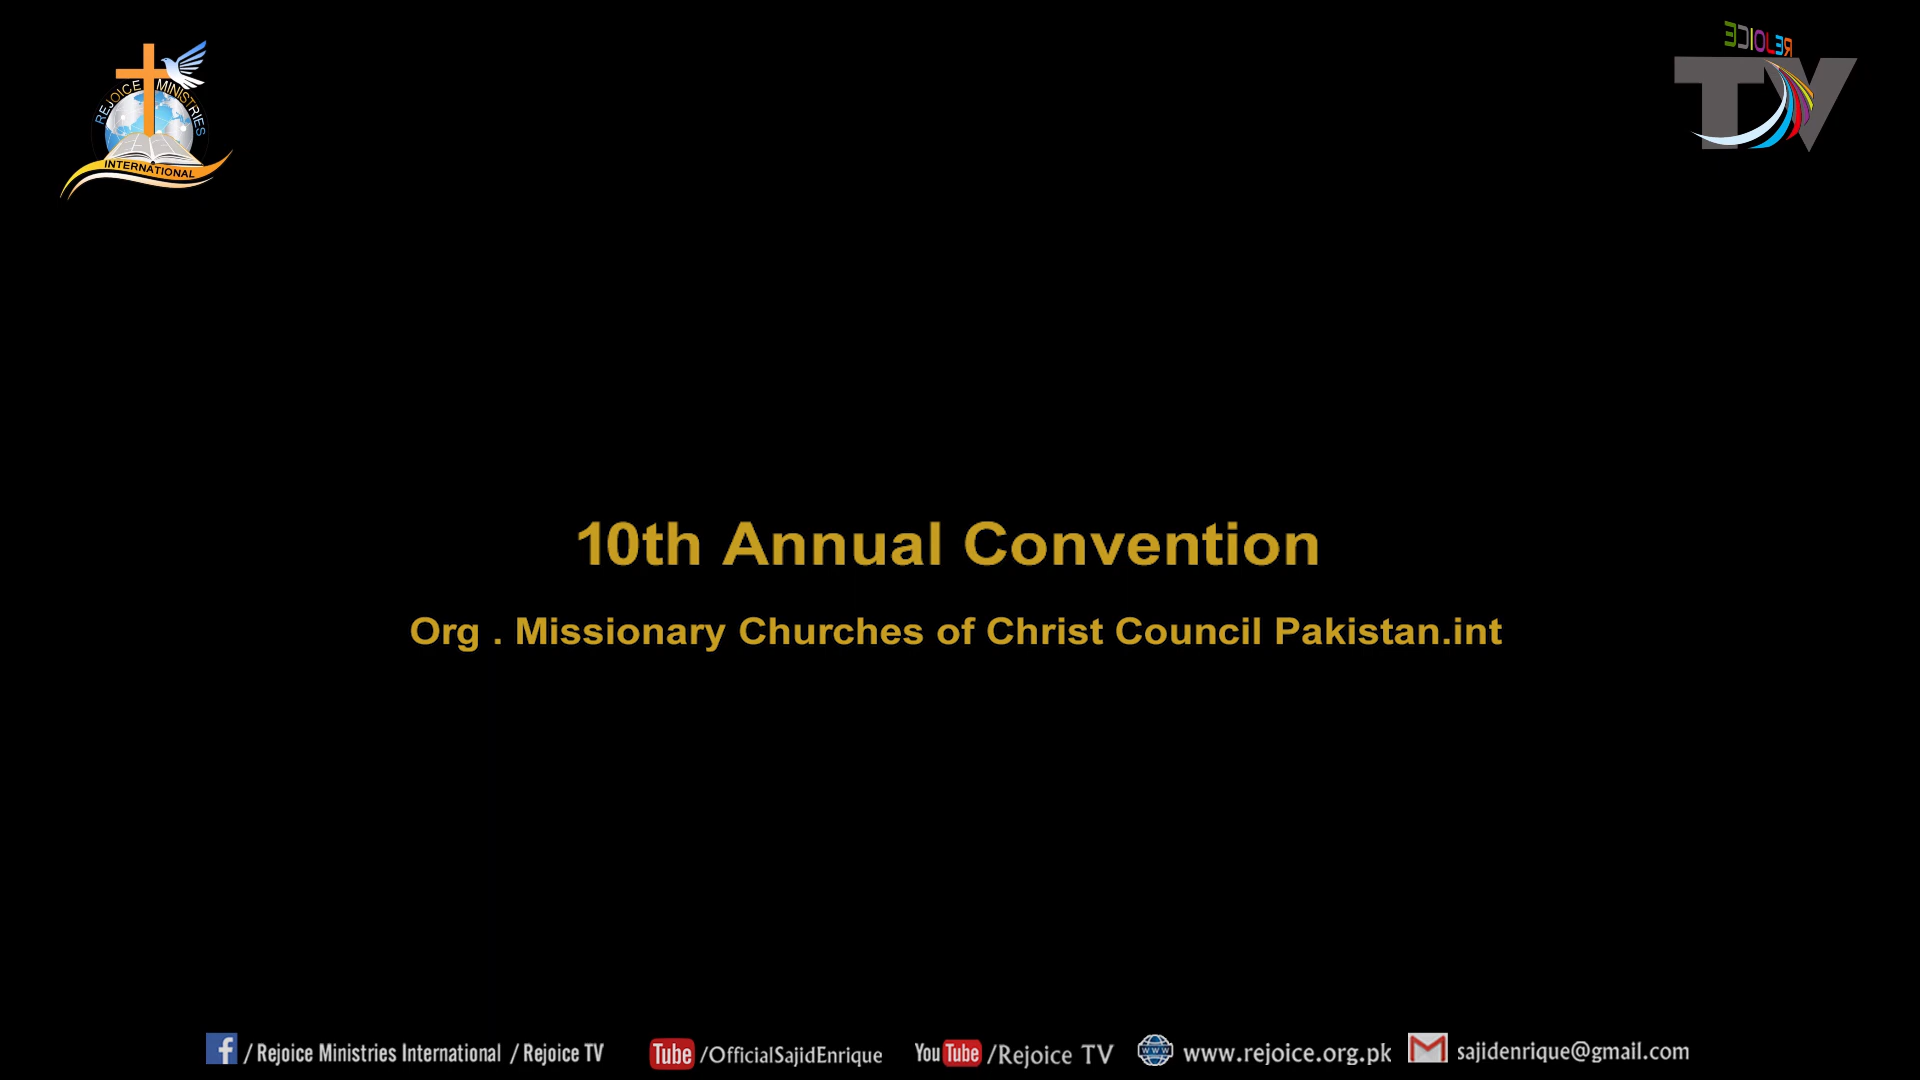 REJOICE MINISTRIES
INTERNATIONAL
REJOICE
TV
10th Annual Convention
Org . Missionary Churches of Christ Council Pakistan.int
/ Rejoice Ministries International / Rejoice TV
Tube /OfficialSajidEnrique
You Tube /Rejoice TV
www www.rejoice.org.pk
sajidenrique@gmail.com